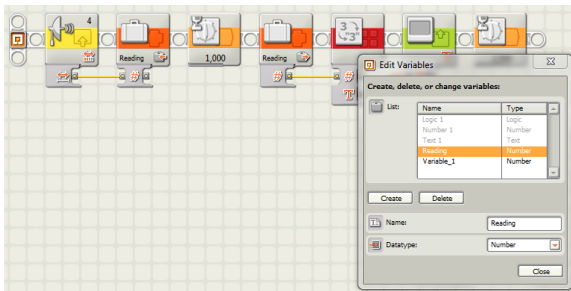 4
3
Reading
1,000
Reading
#
#
#
T
Edit Variables
Create, delete, or change variables:
List:
Name Type
Logic 1 Logic
Number 1 Number
Text 1 Text
Reading Number
Variable_1 Number
Create Delete
Name: Reading
Datatype: Number
Close